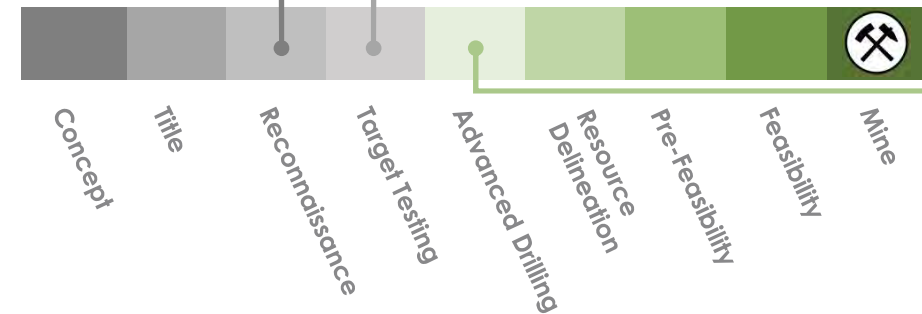 Concept
Title
Reconnaissance
Target Testing
Advanced Drilling
Resource
Delineation
Pre-Feasibility
Feasibility
Mine